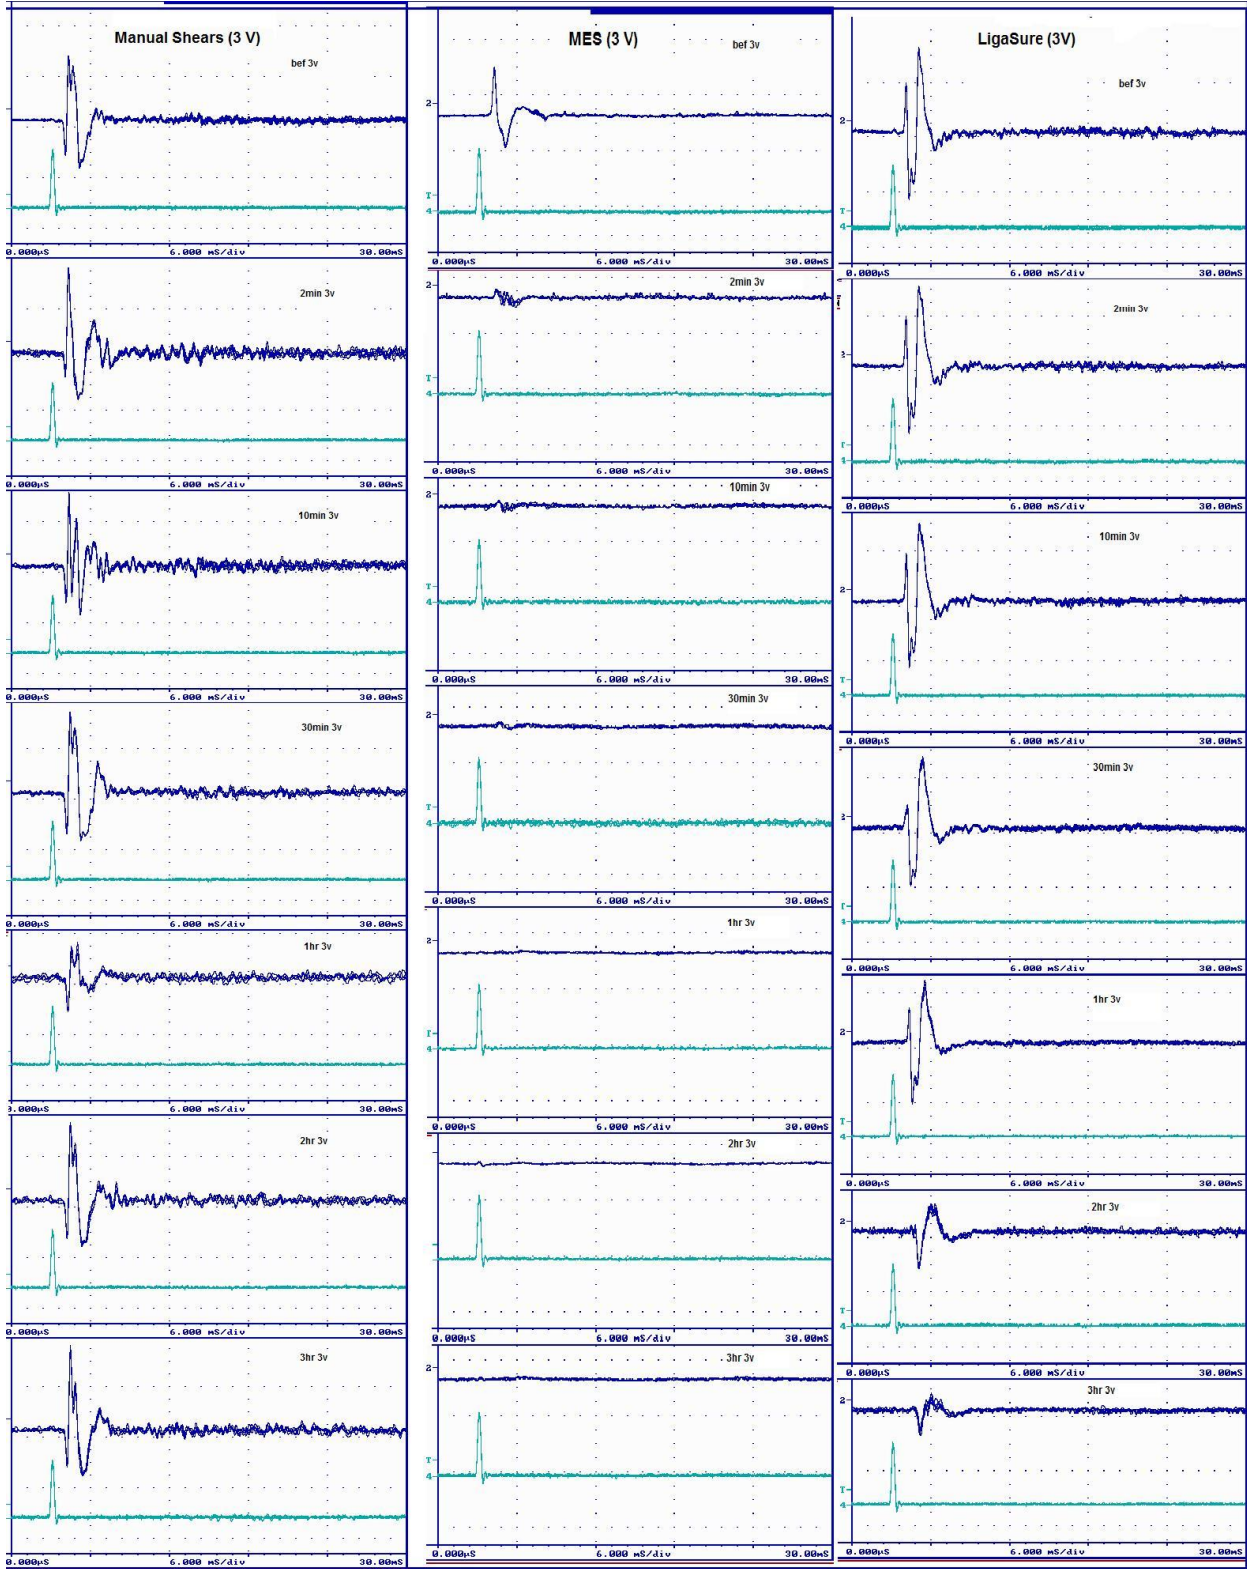 Manual Shears (3 V)
bef 3v
0.000µS 6.000 mS/div 30.00mS
2min 3v
0.000µS 6.000 mS/div 30.00mS
10min 3v
0.000µS 6.000 mS/div 30.00mS
30min 3v
0.000µS 6.000 mS/div 30.00mS
1hr 3v
0.000µS 6.000 mS/div 30.00mS
2hr 3v
0.000µS 6.000 mS/div 30.00mS
3hr 3v
0.000µS 6.000 mS/div 30.00mS
MES (3 V)
bef 3v
2
T
4
0.000µS 6.000 mS/div 30.00mS
2min 3v
2
T
4
0.000µS 6.000 mS/div 30.00mS
10min 3v
2
T
4
0.000µS 6.000 mS/div 30.00mS
30min 3v
2
T
4
0.000µS 6.000 mS/div 30.00mS
1hr 3v
2
T
4
0.000µS 6.000 mS/div 30.00mS
2hr 3v
0.000µS 6.000 mS/div 30.00mS
3hr 3v
2
T
4
0.000µS 6.000 mS/div 30.00mS
LigaSure (3V)
bef 3v
2
T
4
0.000µS 6.000 mS/div 30.00mS
2min 3v
2
T
4
0.000µS 6.000 mS/div 30.00mS
10min 3v
2
T
4
0.000µS 6.000 mS/div 30.00mS
30min 3v
2
T
4
0.000µS 6.000 mS/div 30.00mS
1hr 3v
2
T
4
0.000µS 6.000 mS/div 30.00mS
2hr 3v
2
T
4
0.000µS 6.000 mS/div 30.00mS
3hr 3v
2
T
4
0.000µS 6.000 mS/div 30.00mS